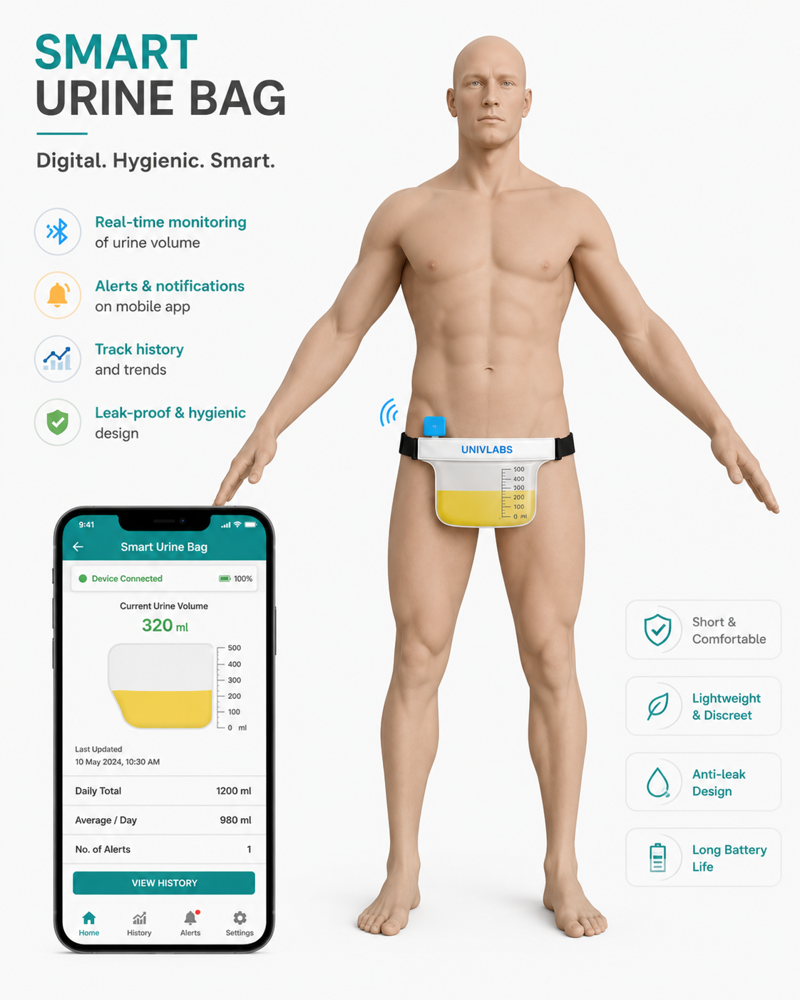 SMART
URINE BAG
Digital. Hygienic. Smart.
Real-time monitoring
of urine volume
Alerts & notifications
on mobile app
Track history
and trends
Leak-proof & hygienic
design
UNIVLABS
500
400
300
200
100
0 ml
9:41
Smart Urine Bag
Device Connected
100%
Current Urine Volume
320 ml
500
400
300
200
100
0 ml
Last Updated
10 May 2024, 10:30 AM
Daily Total 1200 ml
Average / Day 980 ml
No. of Alerts 1
VIEW HISTORY
Home History Alerts Settings
Short &
Comfortable
Lightweight
& Discreet
Anti-leak
Design
Long Battery
Life